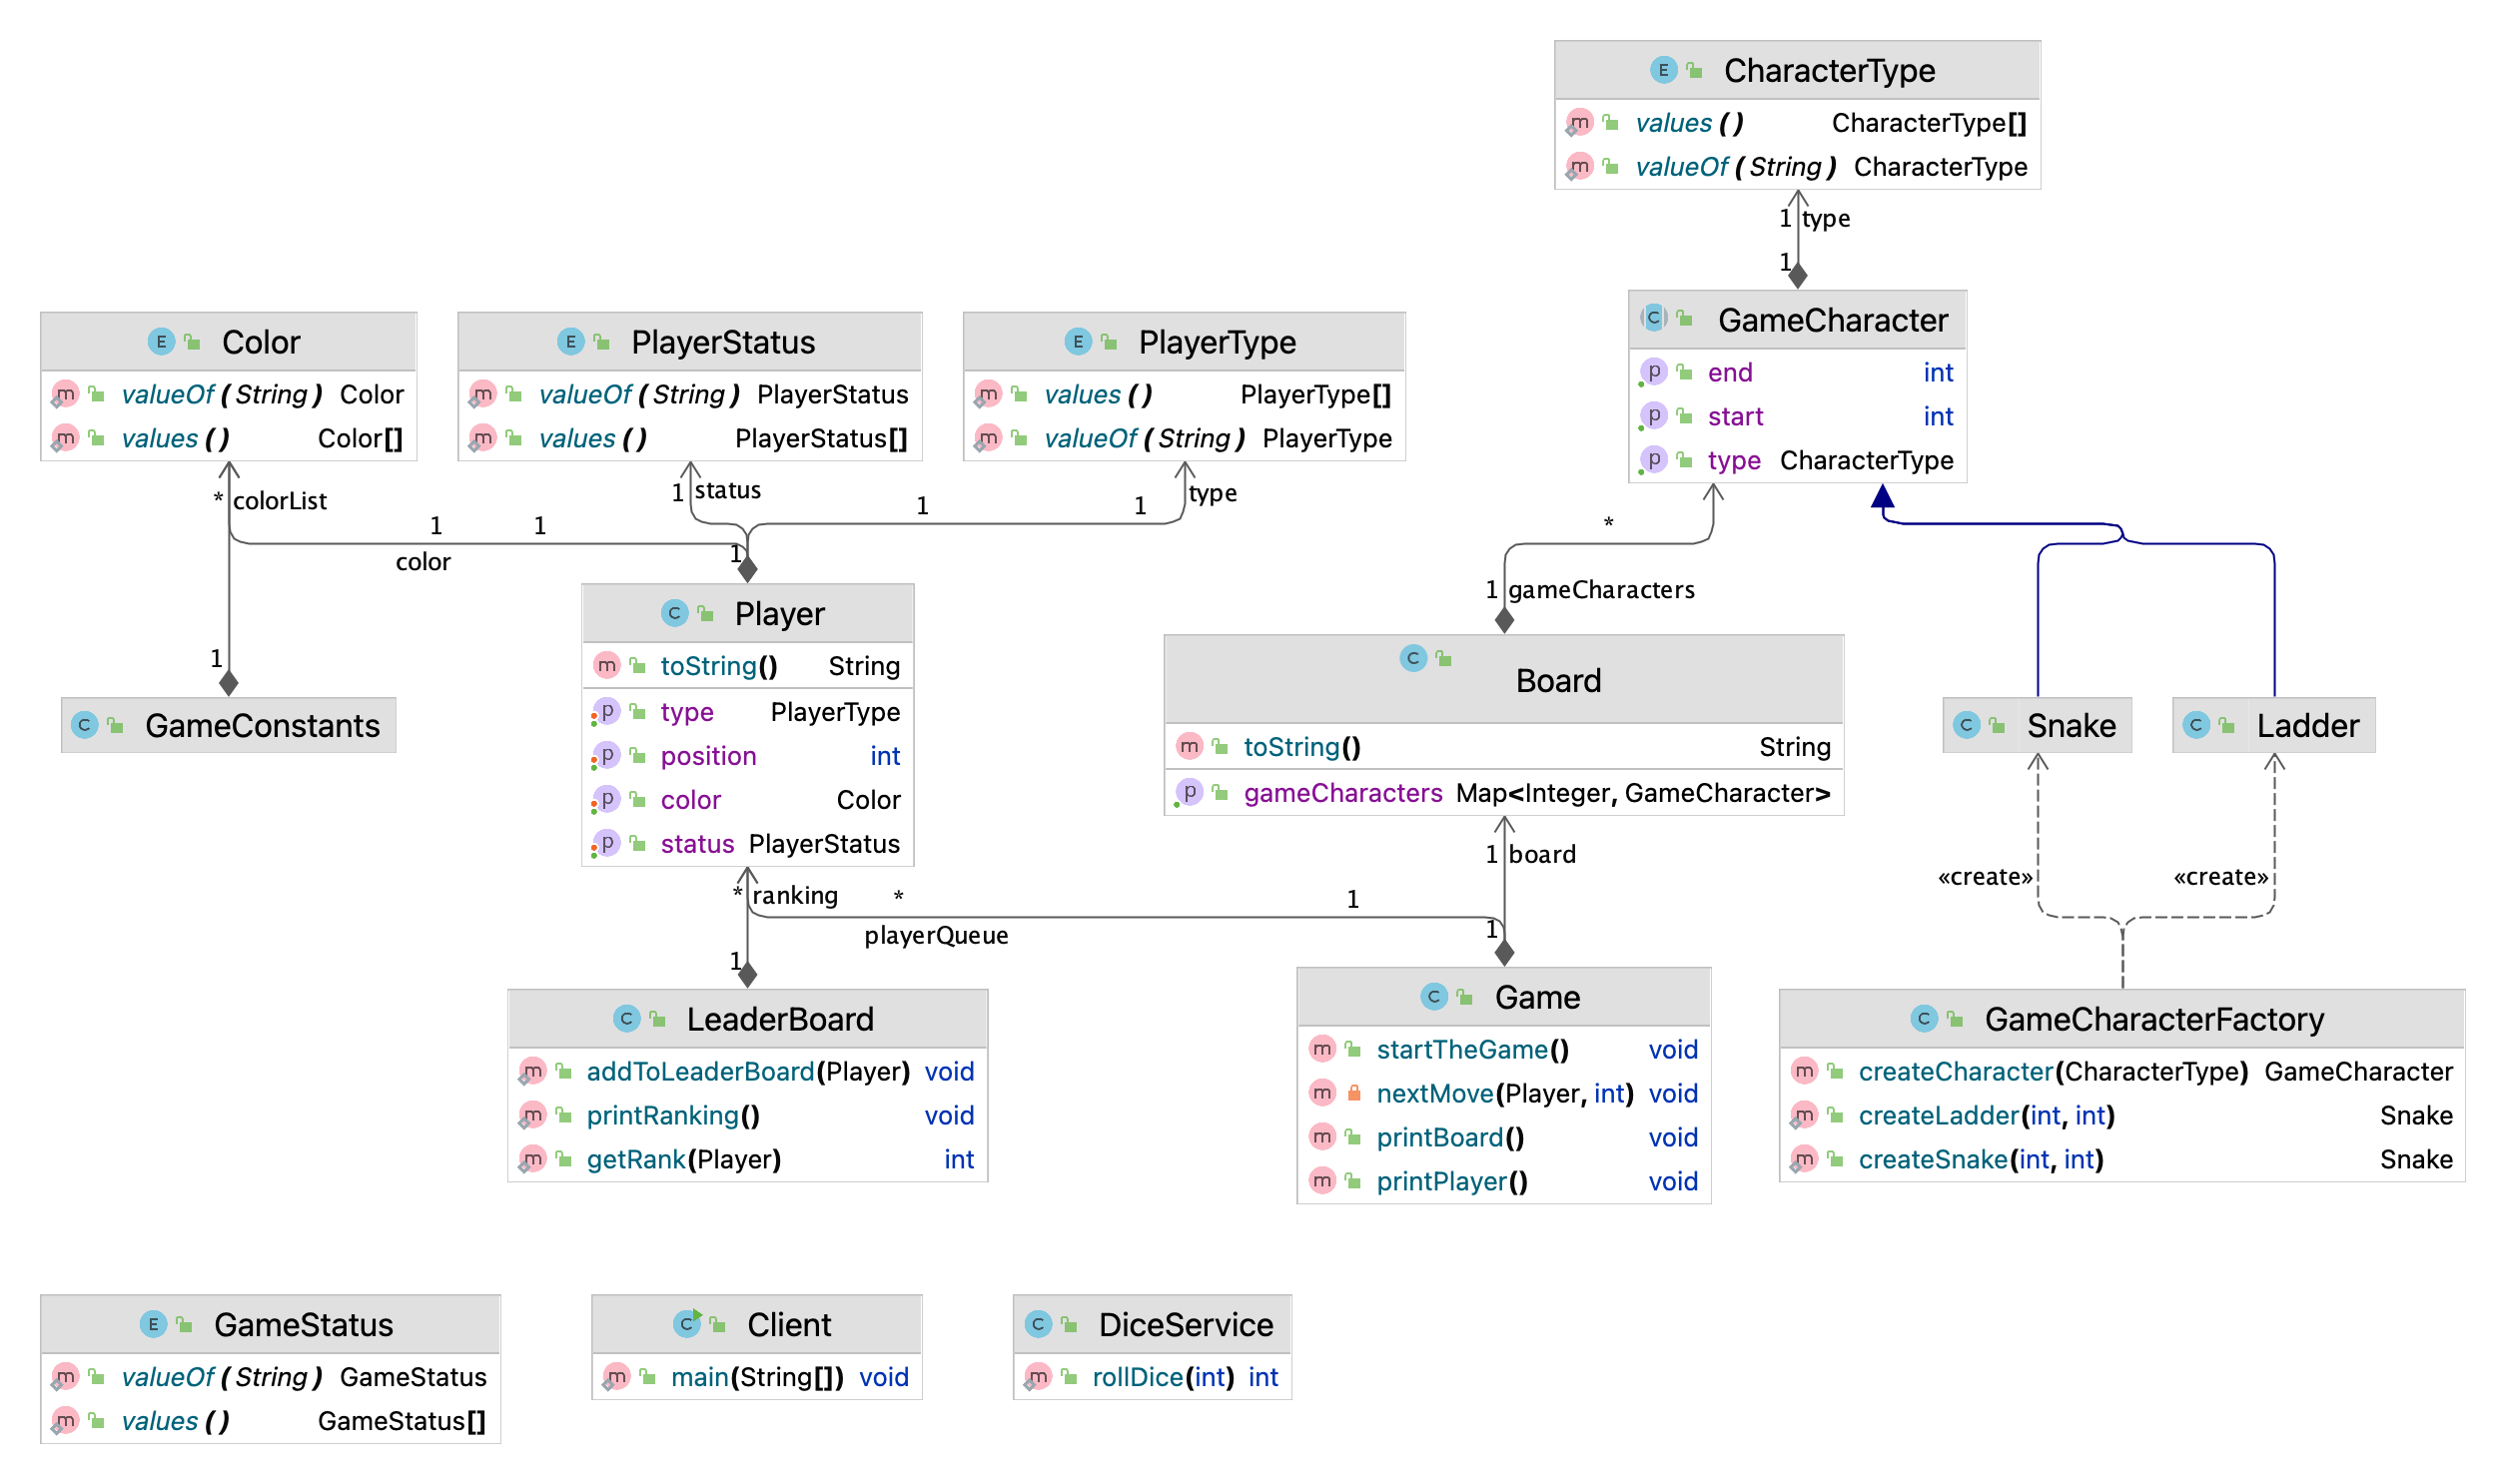 CharacterType
values() CharacterType[]
valueOf(String) CharacterType
1 type
1
GameCharacter
end int
start int
type CharacterType
Color
valueOf(String) Color
values() Color[]
PlayerStatus
valueOf(String) PlayerStatus
values() PlayerStatus[]
PlayerType
values() PlayerType[]
valueOf(String) PlayerType
* colorList
1 status
1 1 type
1 1
color
1
*
1 gameCharacters
1
GameConstants
Player
toString() String
type PlayerType
position int
color Color
status PlayerStatus
Board
toString() String
gameCharacters Map<Integer, GameCharacter>
Snake
Ladder
* ranking
* 1
playerQueue
1 board
1
1
«create» «create»
LeaderBoard
addToLeaderBoard(Player) void
printRanking() void
getRank(Player) int
Game
startTheGame() void
nextMove(Player, int) void
printBoard() void
printPlayer() void
GameCharacterFactory
createCharacter(CharacterType) GameCharacter
createLadder(int, int) Snake
createSnake(int, int) Snake
GameStatus
valueOf(String) GameStatus
values() GameStatus[]
Client
main(String[]) void
DiceService
rollDice(int) int